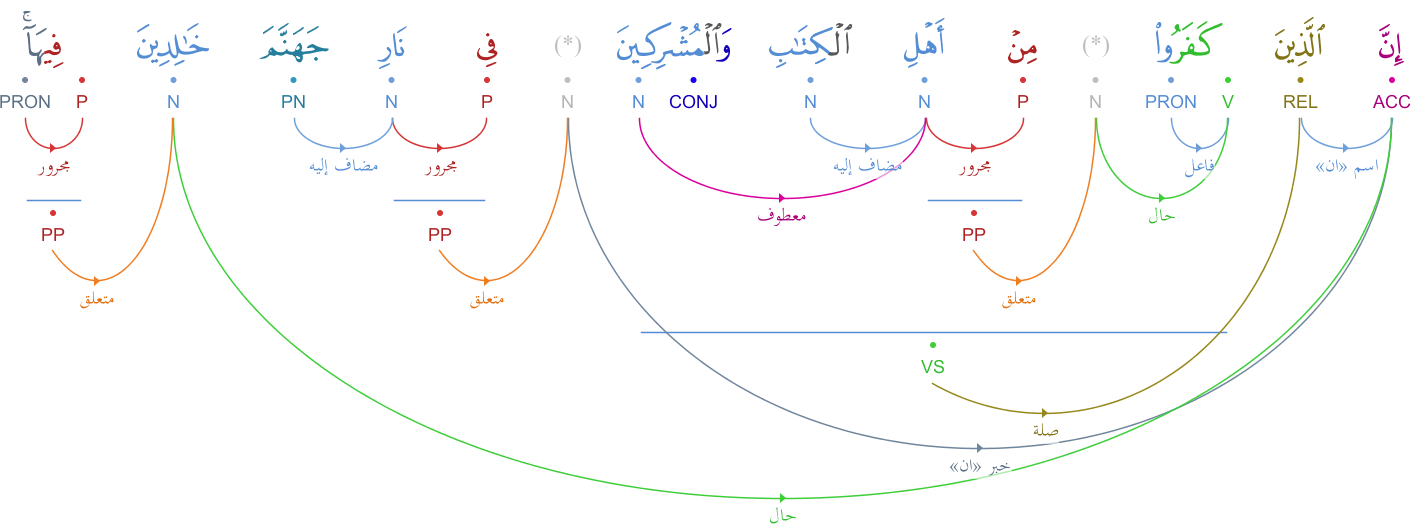 إِنَّ ٱلَّذِينَ كَفَرُوا۟ (*) مِنْ أَهْلِ ٱلْكِتَـٰبِ وَٱلْمُشْرِكِينَ (*) فِى نَارِ جَهَنَّمَ خَـٰلِدِينَ فِيهَآ ۚ
ACC REL V PRON N P N N CONJ N N P N PN N P PRON
اسم «ان» فاعل مجرور مضاف إليه مجرور مضاف إليه مجرور
حال معطوف
PP PP PP
متعلق متعلق متعلق
VS
صلة
خبر «ان»
حال